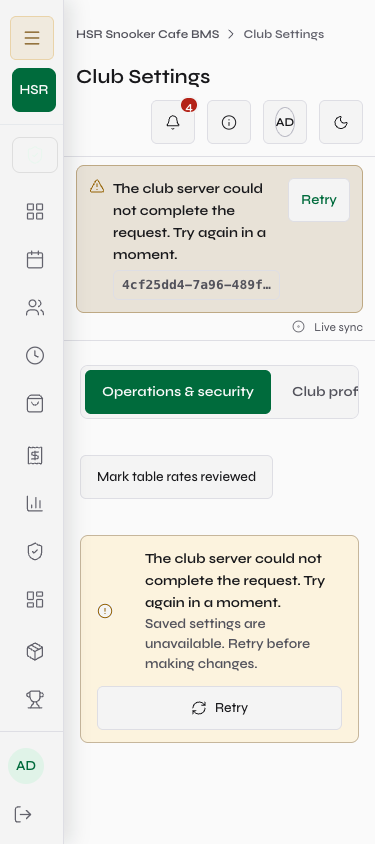 HSR Snooker Cafe BMS > Club Settings
HSR
Club Settings
4
AD
The club server could
not complete the
request. Try again in a
moment.
Retry
4cf25dd4-7a96-489f…
Live sync
Operations & security
Club prof
Mark table rates reviewed
The club server could not
complete the request. Try
again in a moment.
Saved settings are
unavailable. Retry before
making changes.
Retry
AD